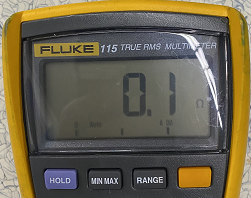 FLUKE 115 TRUE RMS MULTIMETER
0.1 Ω
HOLD MIN MAX RANGE